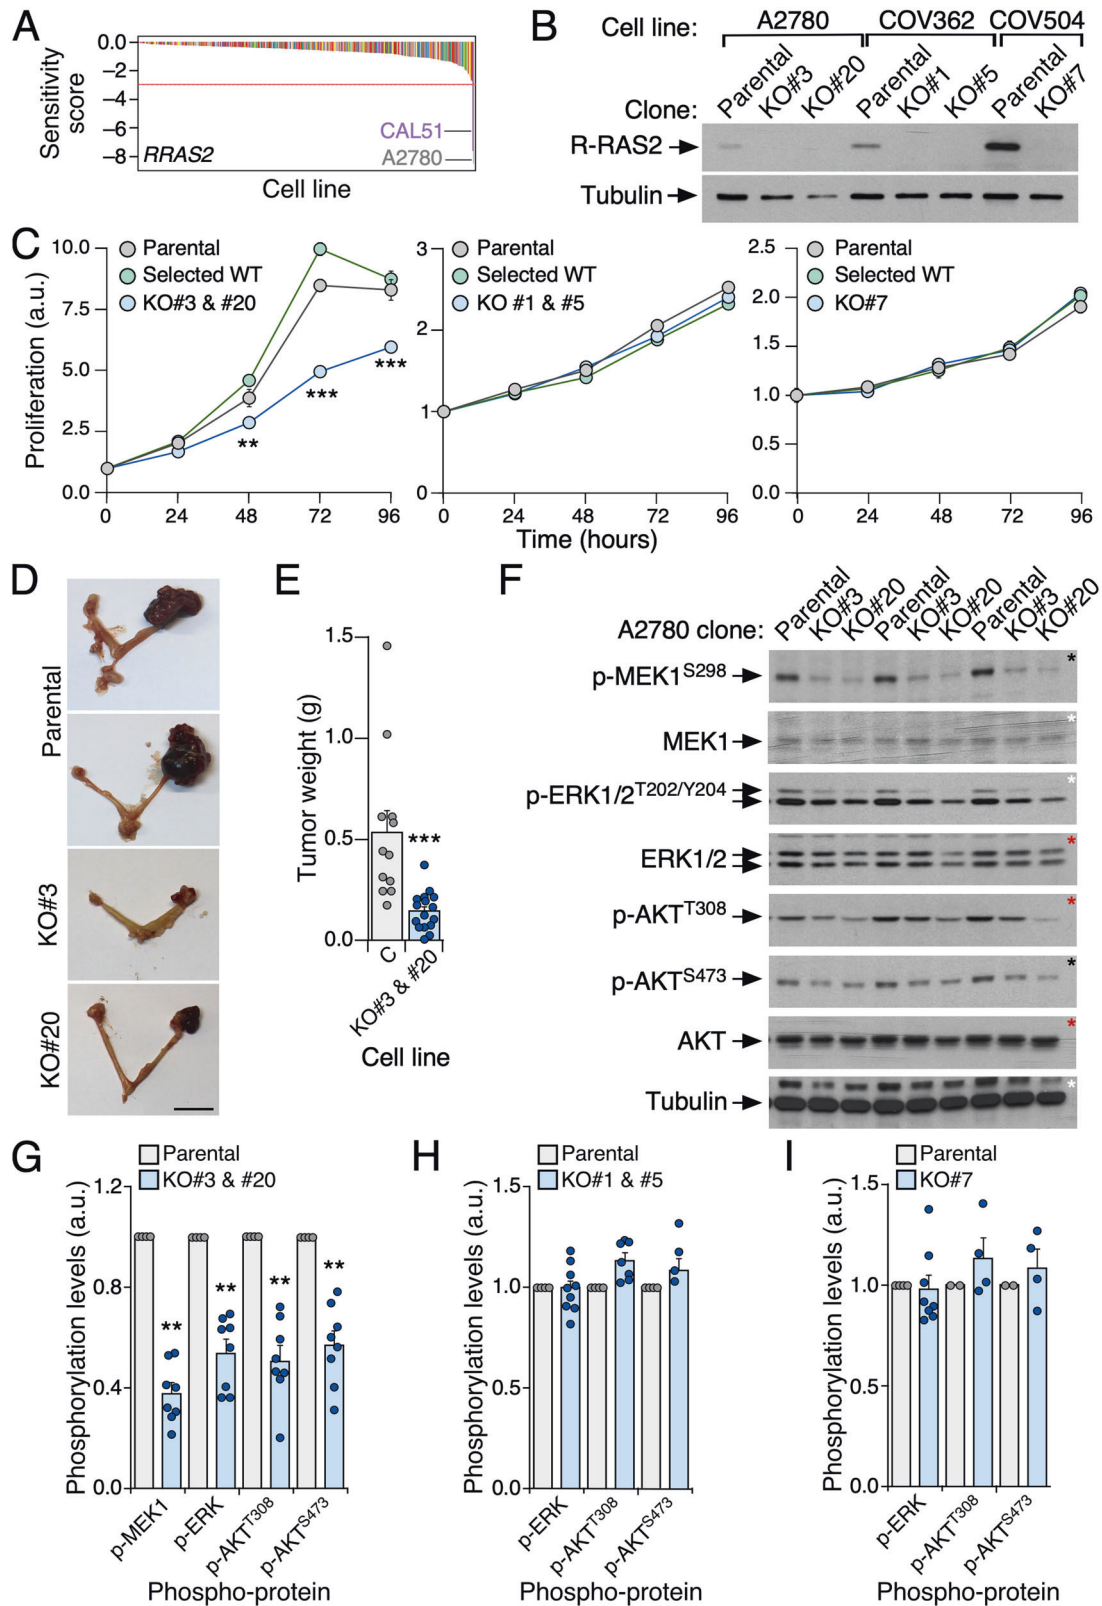 A
0.0
−2
−4
−6
−8
Sensitivity
score
CAL51
A2780
RRAS2
Cell line
B
Cell line:
A2780
COV362
COV504
Clone:
Parental
KO#3
KO#20
Parental
KO#1
KO#5
Parental
KO#7
R-RAS2
Tubulin
C
Proliferation (a.u.)
10.0
7.5
5.0
2.5
0.0
Parental
Selected WT
KO#3 & #20
**
***
***
0 24 48 72 96
3
2
1
0
Parental
Selected WT
KO #1 & #5
0 24 48 72 96
2.5
2.0
1.5
1.0
0.5
0.0
Parental
Selected WT
KO#7
0 24 48 72 96
Time (hours)
D
Parental
KO#3
KO#20
E
Tumor weight (g)
1.5
1.0
0.5
0.0
***
C
KO#3 & #20
Cell line
F
A2780 clone:
Parental
KO#3
KO#20
Parental
KO#3
KO#20
Parental
KO#3
KO#20
p-MEK1S298
*
MEK1
*
p-ERK1/2T202/Y204
*
ERK1/2
*
p-AKTT308
*
p-AKTS473
*
AKT
*
Tubulin
*
G
Parental
KO#3 & #20
Phosphorylation levels (a.u.)
1.2
0.8
0.4
0.0
**
**
**
**
p-MEK1
p-ERK
p-AKTT308
p-AKTS473
Phospho-protein
H
Parental
KO#1 & #5
Phosphorylation levels (a.u.)
1.5
1.0
0.5
0.0
p-ERK
p-AKTT308
p-AKTS473
Phospho-protein
I
Parental
KO#7
Phosphorylation levels (a.u.)
1.5
1.0
0.5
0.0
p-ERK
p-AKTT308
p-AKTS473
Phospho-protein